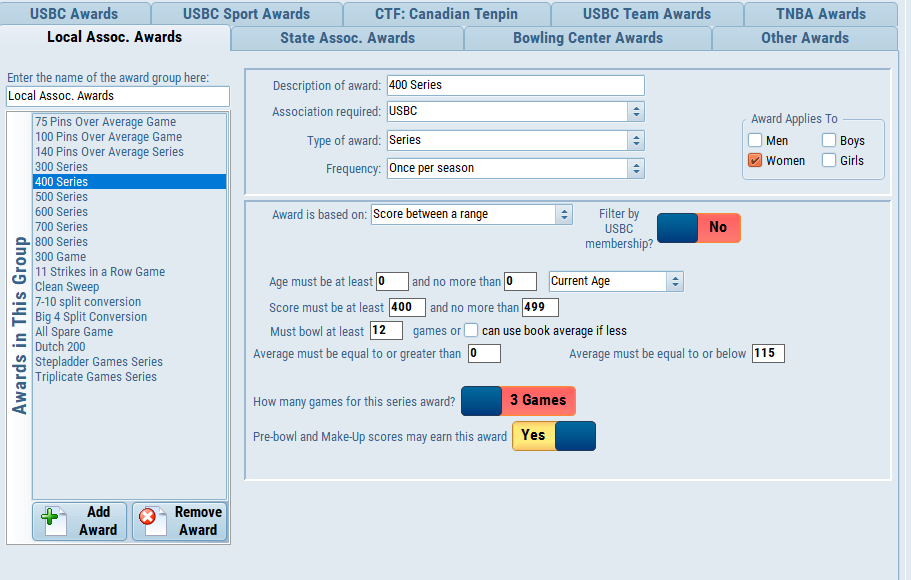 USBC Awards
USBC Sport Awards
CTF: Canadian Tenpin
USBC Team Awards
TNBA Awards
Local Assoc. Awards
State Assoc. Awards
Bowling Center Awards
Other Awards
Enter the name of the award group here:
Local Assoc. Awards
Awards in This Group
75 Pins Over Average Game
100 Pins Over Average Game
140 Pins Over Average Series
300 Series
400 Series
500 Series
600 Series
700 Series
800 Series
300 Game
11 Strikes in a Row Game
Clean Sweep
7-10 split conversion
Big 4 Split Conversion
All Spare Game
Dutch 200
Stepladder Games Series
Triplicate Games Series
Add
Award
Remove
Award
Description of award: 400 Series
Association required: USBC
Type of award: Series
Frequency: Once per season
Award Applies To
Men
Boys
Women
Girls
Award is based on: Score between a range
Filter by
USBC
membership?
No
Age must be at least 0 and no more than 0 Current Age
Score must be at least 400 and no more than 499
Must bowl at least 12 games or can use book average if less
Average must be equal to or greater than 0
Average must be equal to or below 115
How many games for this series award? 3 Games
Pre-bowl and Make-Up scores may earn this award Yes